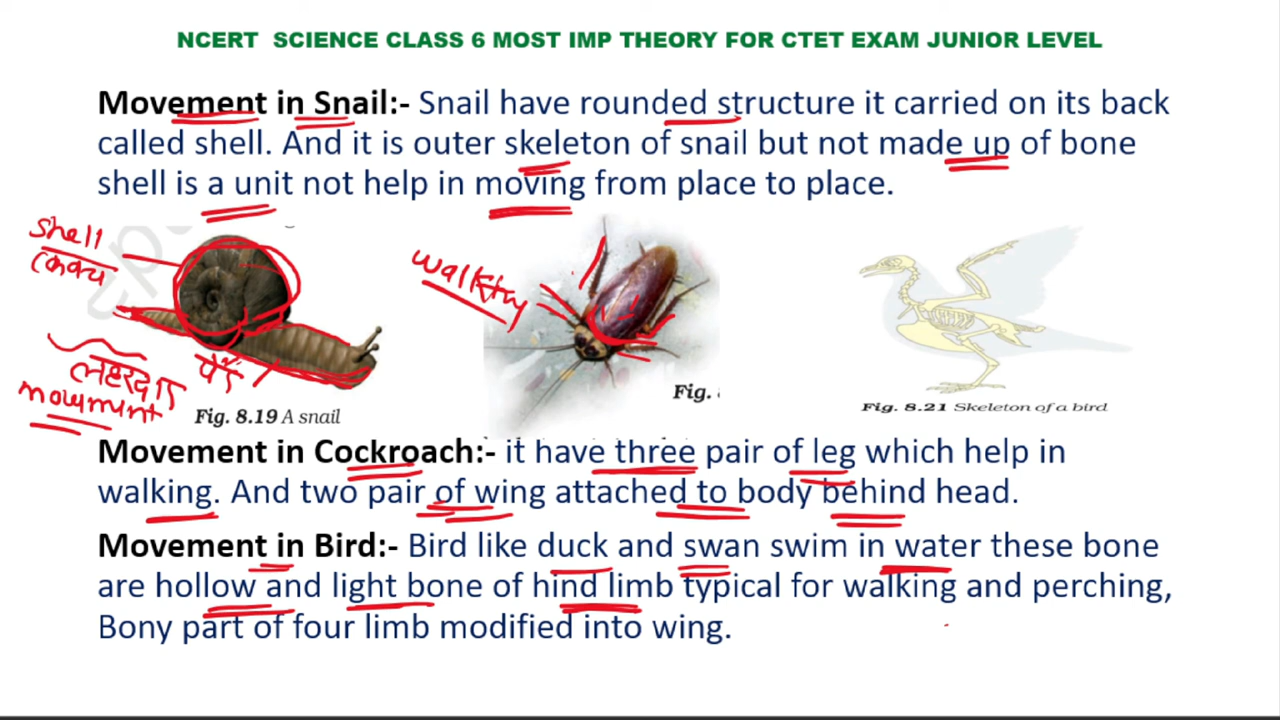 NCERT SCIENCE CLASS 6 MOST IMP THEORY FOR CTET EXAM JUNIOR LEVEL
Movement in Snail:- Snail have rounded structure it carried on its back
called shell. And it is outer skeleton of snail but not made up of bone
shell is a unit not help in moving from place to place.
Shell
कवच
लहरदार
movement
पैर
Fig. 8.19 A snail
walking
Fig.
Fig. 8.21 Skeleton of a bird
Movement in Cockroach:- it have three pair of leg which help in
walking. And two pair of wing attached to body behind head.
Movement in Bird:- Bird like duck and swan swim in water these bone
are hollow and light bone of hind limb typical for walking and perching,
Bony part of four limb modified into wing.